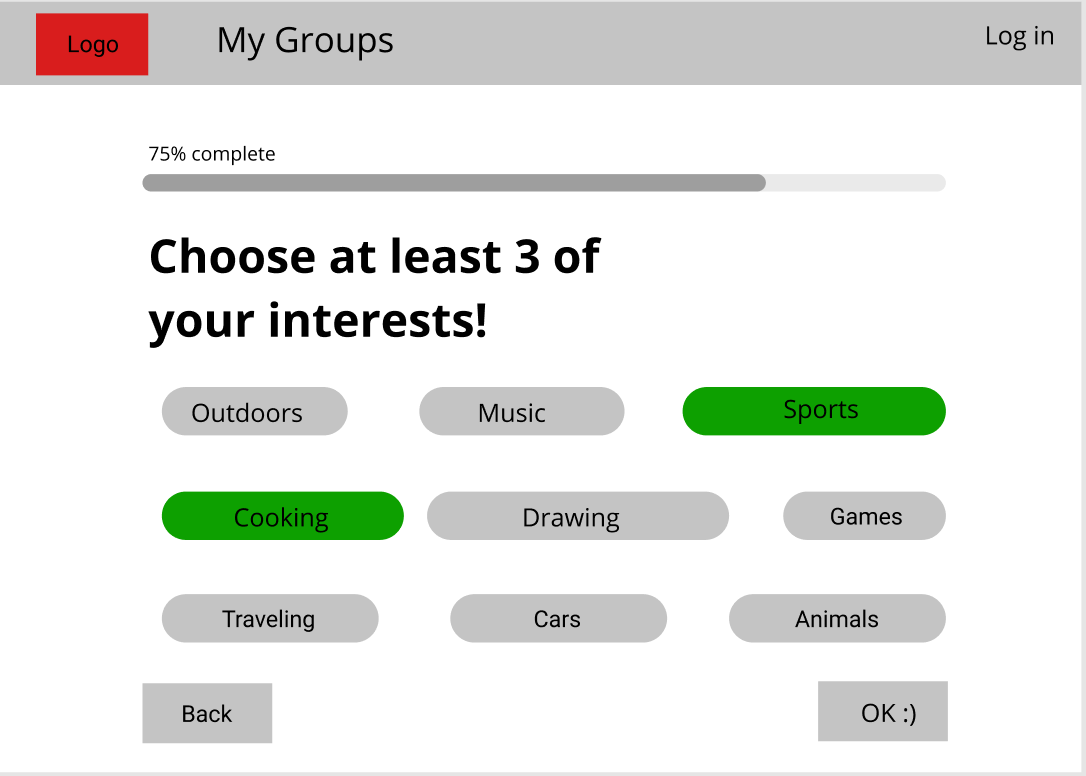 Logo
My Groups
Log in
75% complete
Choose at least 3 of
your interests!
Outdoors
Music
Sports
Cooking
Drawing
Games
Traveling
Cars
Animals
Back
OK :)